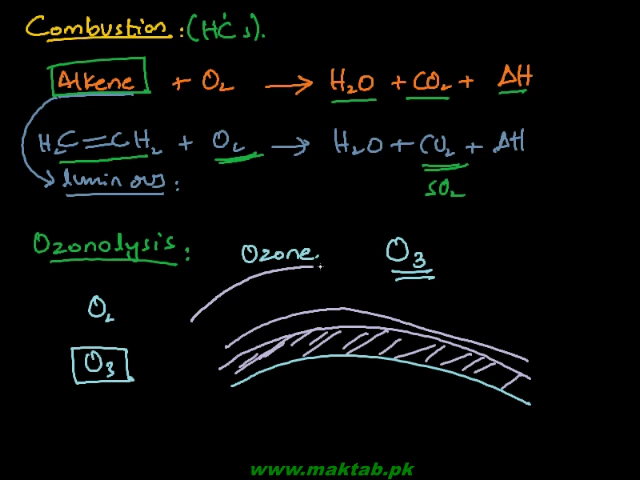 Combustion: (HC's).
Alkene + O₂ → H₂O + CO₂ + ΔH
H₂C=CH₂ + O₂ → H₂O + CO₂ + ΔH
luminous: SO₂
Ozonolysis: Ozone. O₃
O₂
O₃
www.maktab.pk